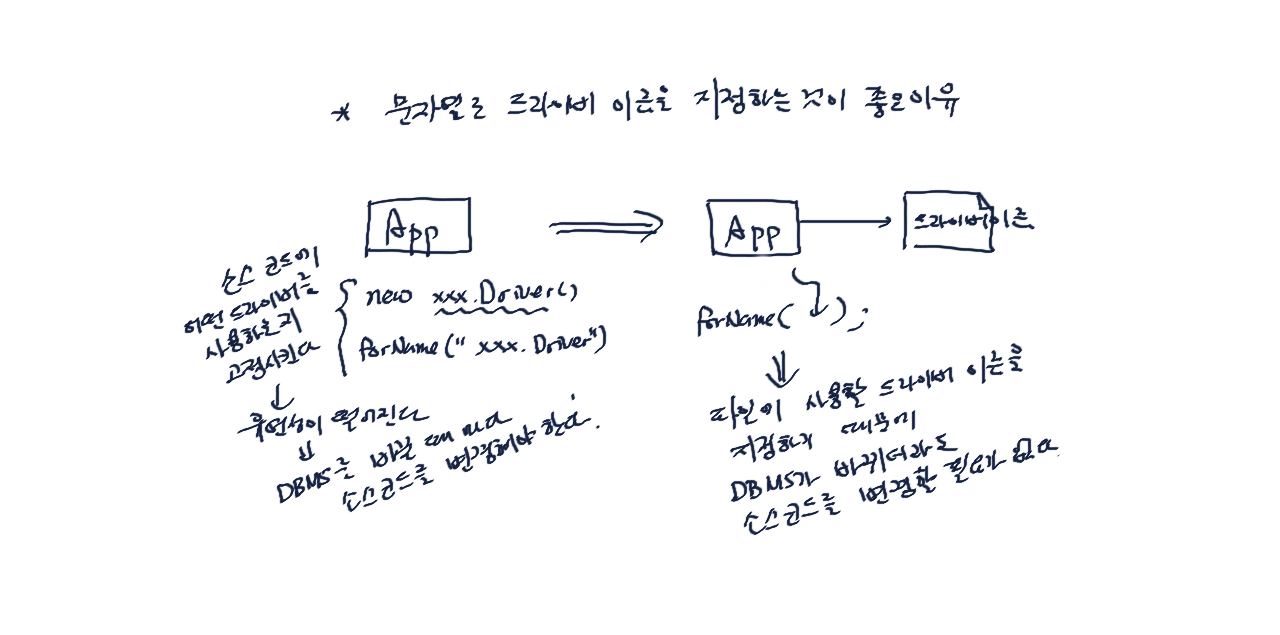 * 문자열로 드라이버 이름을 지정하는 것이 좋은 이유
App
소스 코드에
어떤 드라이버를
사용하는지
고정시킨다
new xxx.Driver()
forName("xxx.Driver")
유연성이 떨어진다
DBMS를 바꿀 때 마다
소스코드를 변경해야 한다.
App
드라이버이름
forName( );
파일에 사용할 드라이버 이름을
지정하기 때문에
DBMS가 바뀌더라도
소스코드를 변경할 필요가 없다